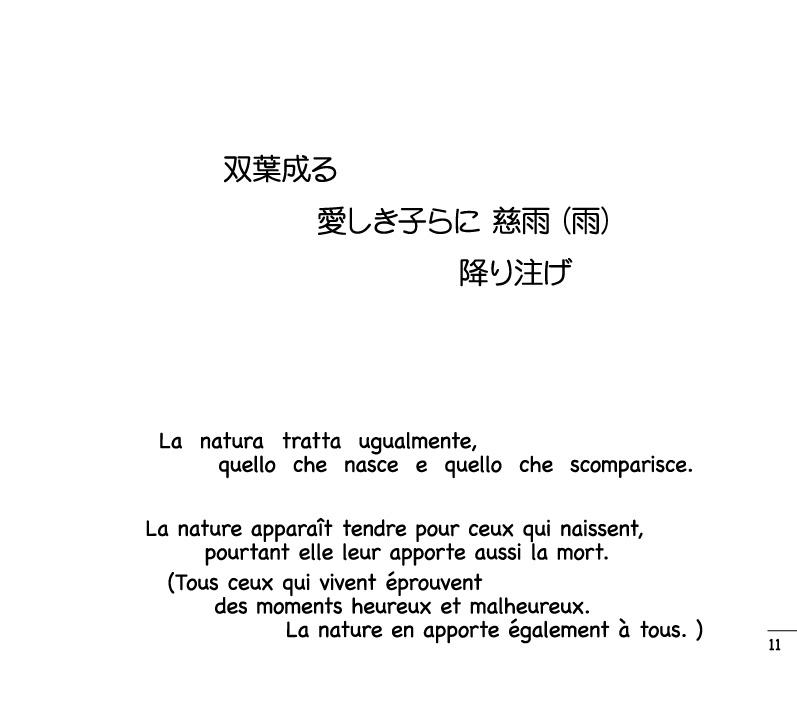 双葉成る
愛しき子らに 慈雨（雨）
降り注げ
La natura tratta ugualmente,
quello che nasce e quello che scomparisce.
La nature apparaît tendre pour ceux qui naissent,
pourtant elle leur apporte aussi la mort.
(Tous ceux qui vivent éprouvent
des moments heureux et malheureux.
La nature en apporte également à tous. )
11